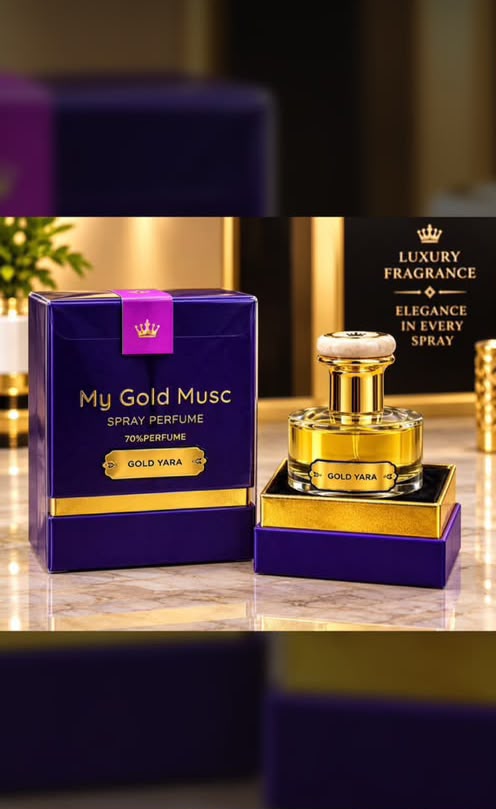 My Gold Musc
SPRAY PERFUME
70%PERFUME
GOLD YARA
GOLD YARA
LUXURY
FRAGRANCE
ELEGANCE
IN EVERY
SPRAY